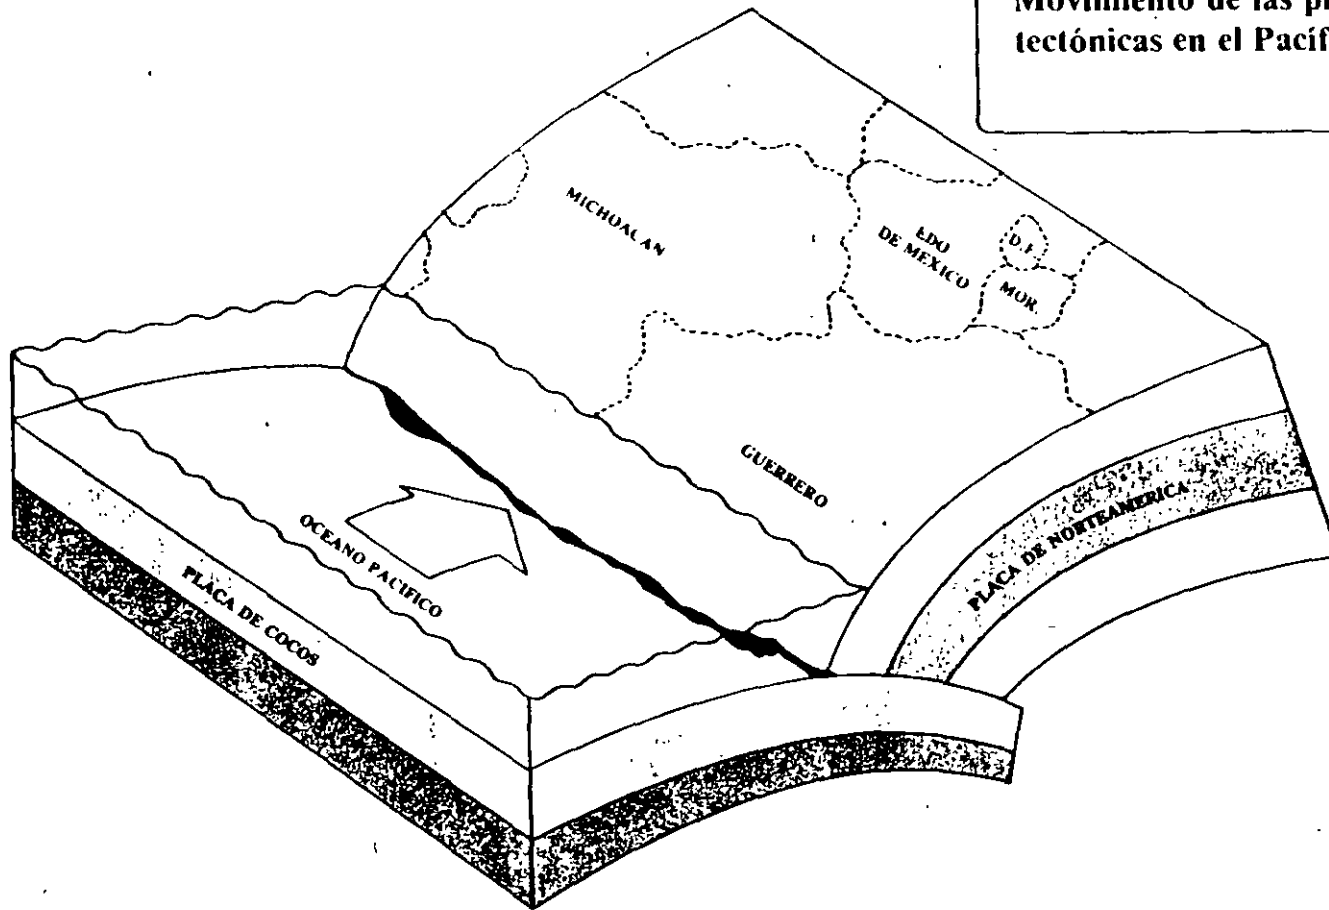 Movimiento de las
tectónicas en el
MICHOACAN
EDO
DE MEXICO
D.F.
MOR.
GUERRERO
OCEANO PACIFICO
PLACA DE COCOS
PLACA DE NORTEAMERICA